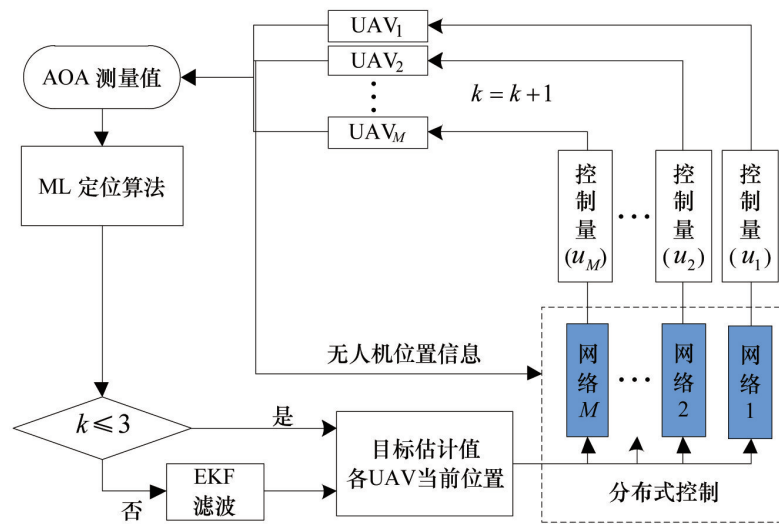 UAV₁
UAV₂
⋮
UAV_M
k = k+1
AOA 测量值
ML 定位算法
控制量(u_M)
…
控制量(u₂)
控制量(u₁)
无人机位置信息
网络M
…
网络2
网络1
k ≤ 3
是
否
EKF
滤波
目标估计值
各UAV当前位置
分布式控制